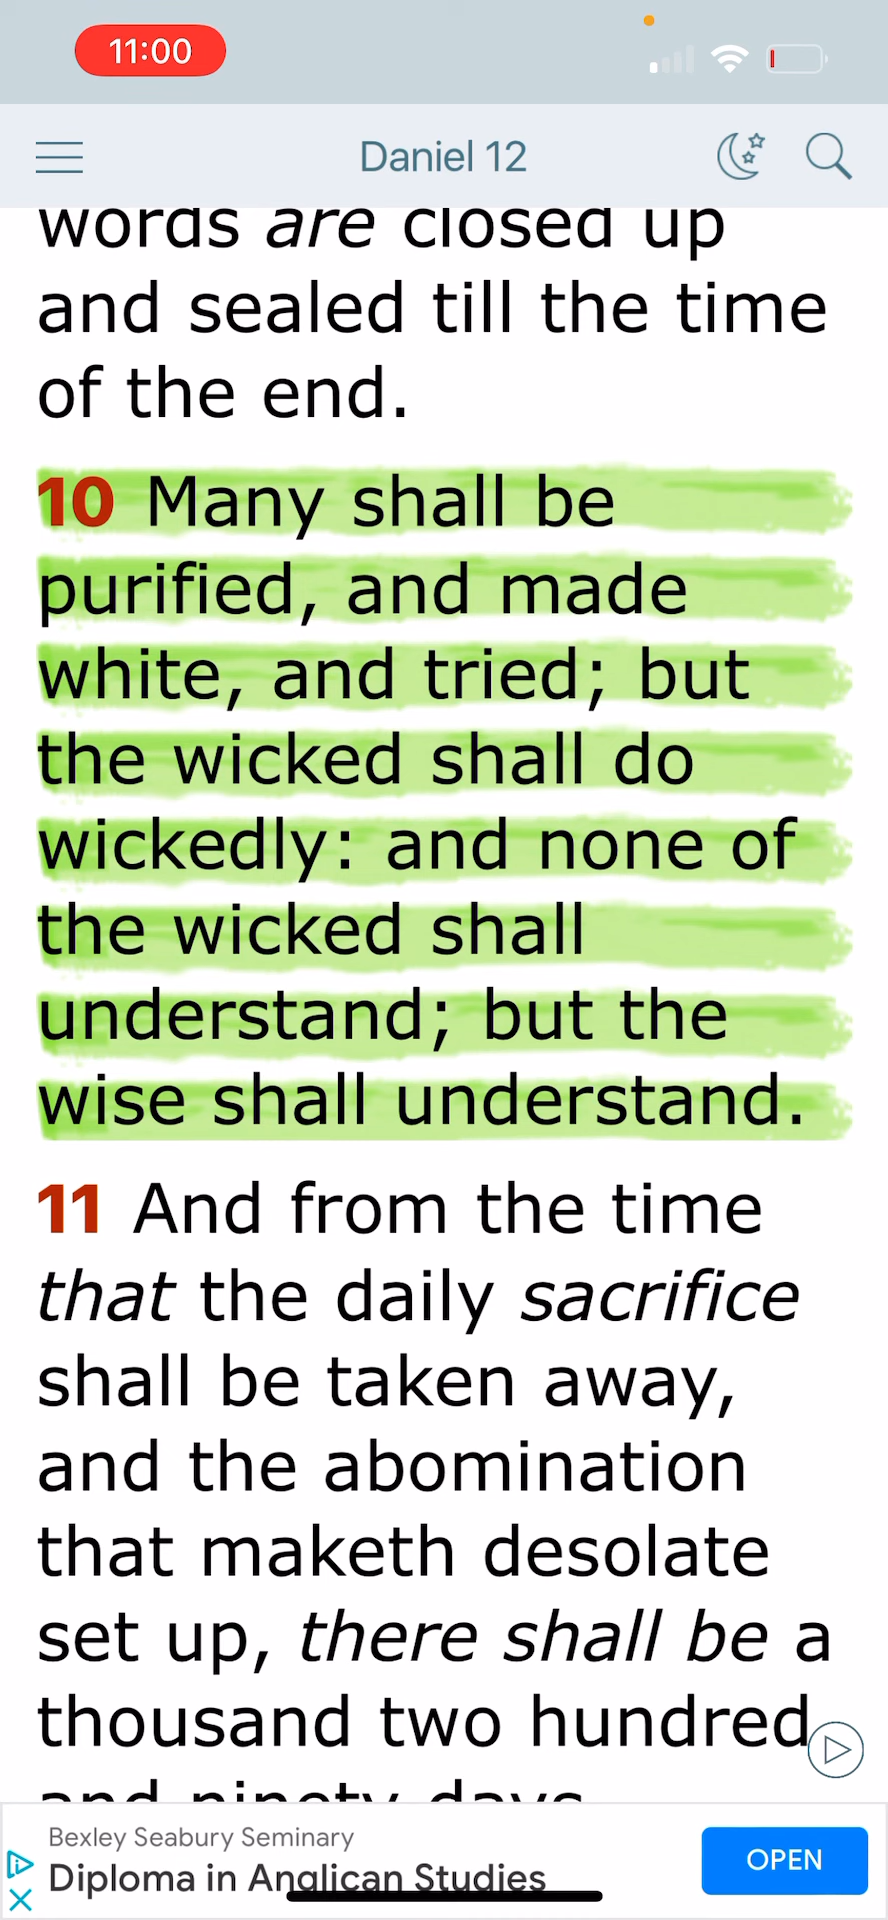 11:00
Daniel 12
words are closed up
and sealed till the time
of the end.
10 Many shall be
purified, and made
white, and tried; but
the wicked shall do
wickedly: and none of
the wicked shall
understand; but the
wise shall understand.
11 And from the time
that the daily sacrifice
shall be taken away,
and the abomination
that maketh desolate
set up, there shall be a
thousand two hundred
and ninety days.
Bexley Seabury Seminary
Diploma in Anglican Studies
OPEN